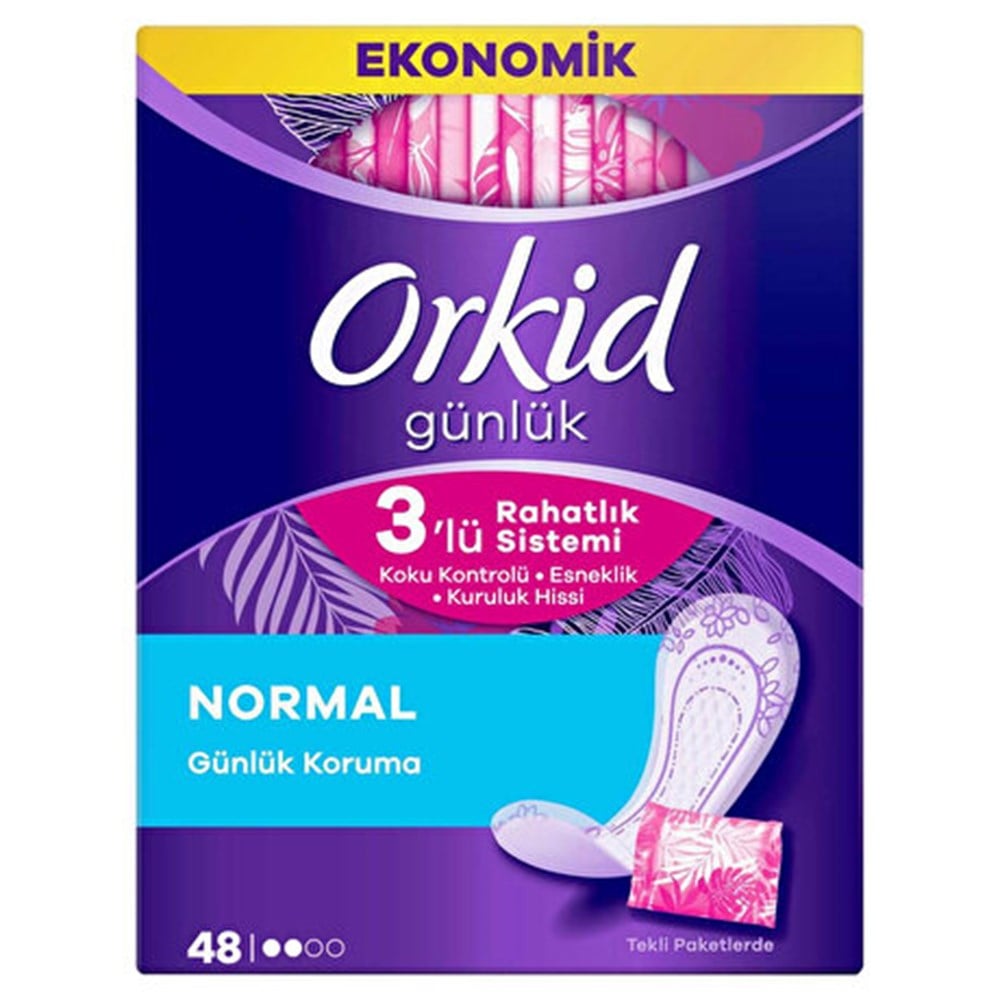 EKONOMİK
Orkid
günlük
3'lü Rahatlık
Sistemi
Koku Kontrolü • Esneklik
• Kuruluk Hissi
NORMAL
Günlük Koruma
48
Tekli Paketlerde